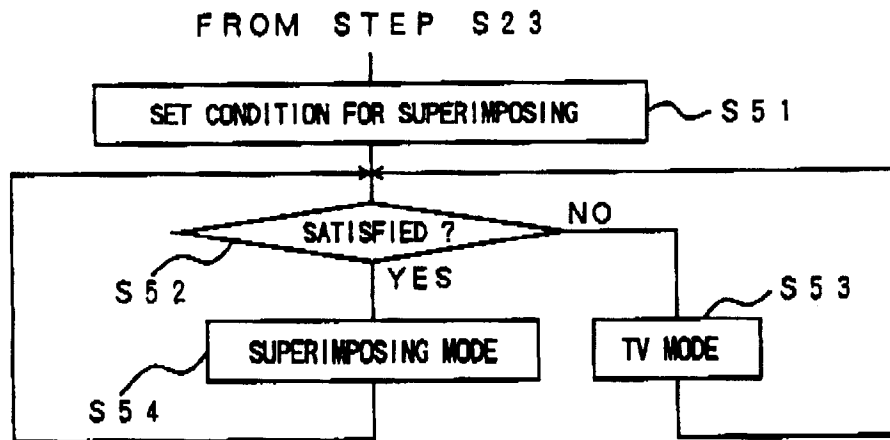 FROM STEP S23
SET CONDITION FOR SUPERIMPOSING
S51
SATISFIED ?
NO
S52
YES
S53
SUPERIMPOSING MODE
TV MODE
S54